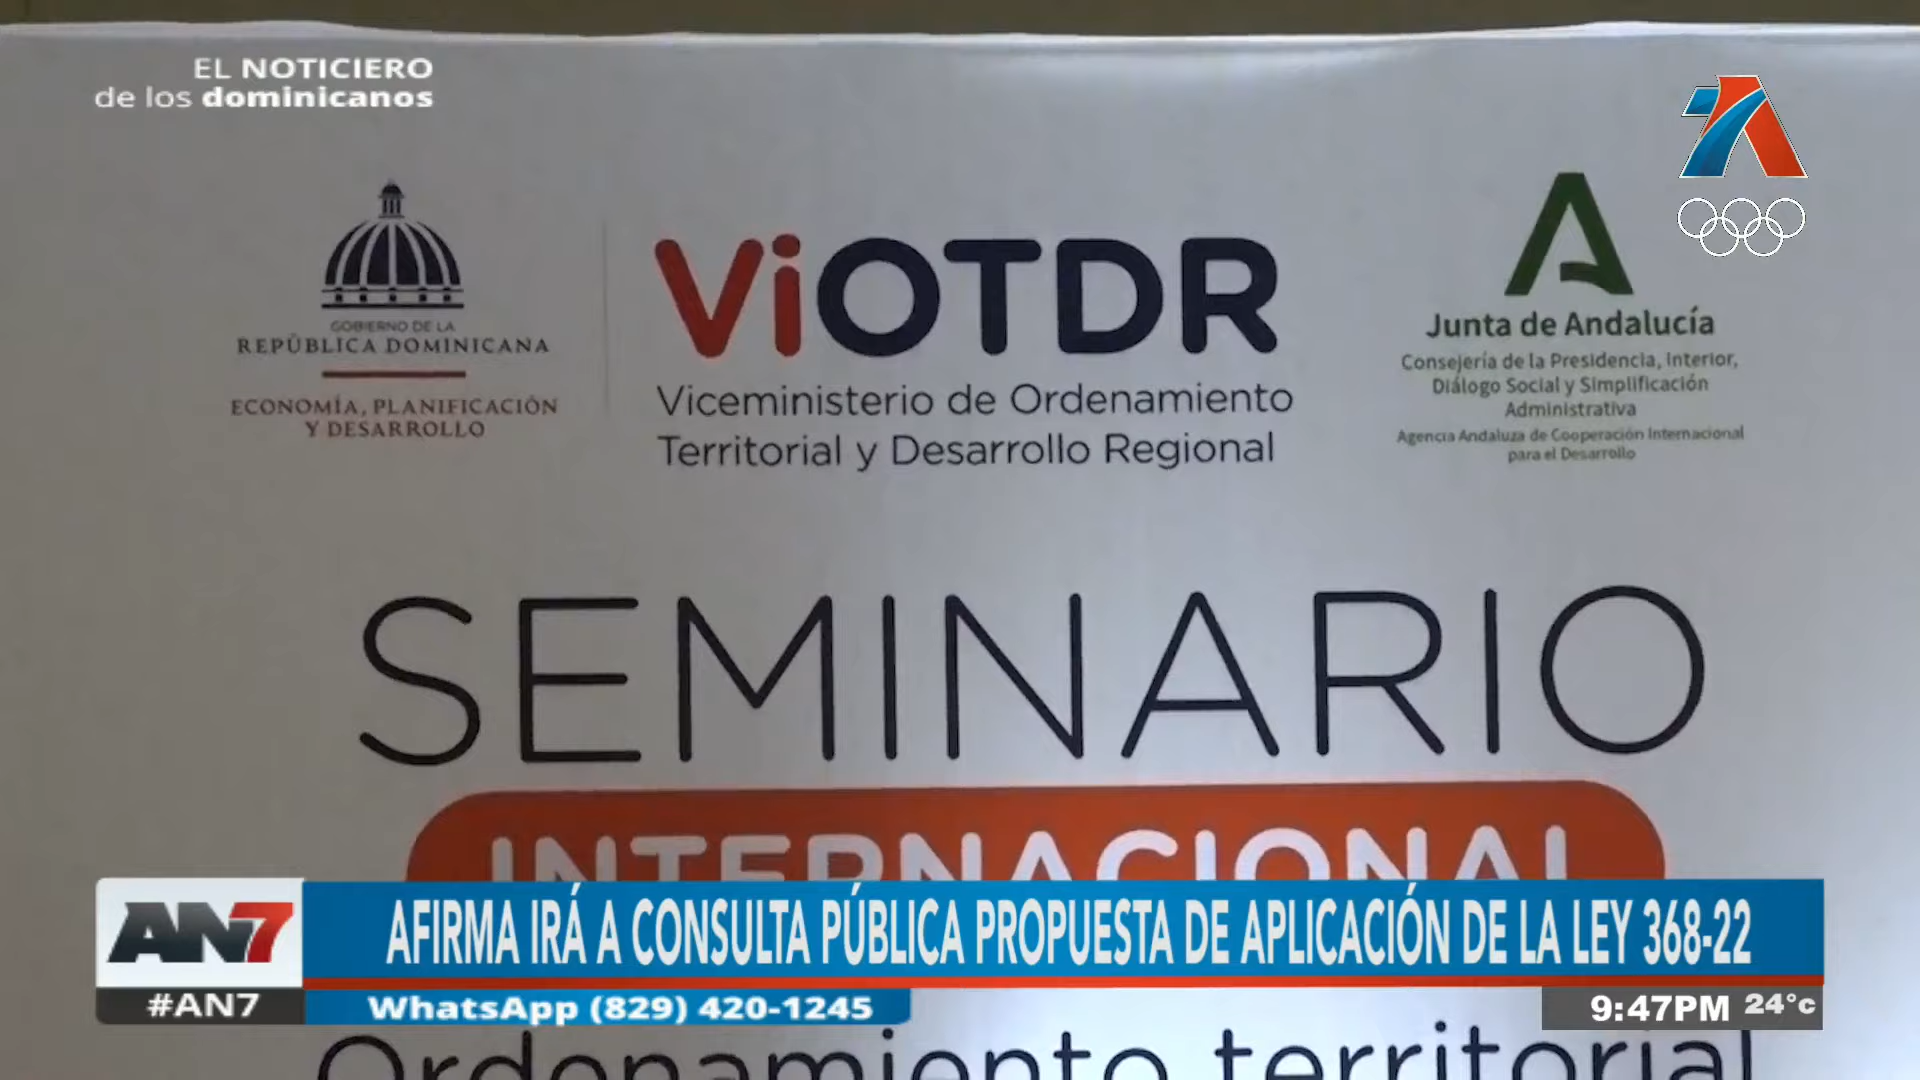 EL NOTICIERO
de los dominicanos
GOBIERNO DE LA
REPÚBLICA DOMINICANA
ECONOMÍA, PLANIFICACIÓN
Y DESARROLLO
ViOTDR
Viceministerio de Ordenamiento
Territorial y Desarrollo Regional
Junta de Andalucía
Consejería de la Presidencia, Interior,
Diálogo Social y Simplificación
Administrativa
Agencia Andaluza de Cooperación Internacional
para el Desarrollo
SEMINARIO
INTERNACIONAL
AN7
AFIRMA IRÁ A CONSULTA PÚBLICA PROPUESTA DE APLICACIÓN DE LA LEY 368-22
#AN7
WhatsApp (829) 420-1245
9:47PM 24°c
Ordenamiento territorial